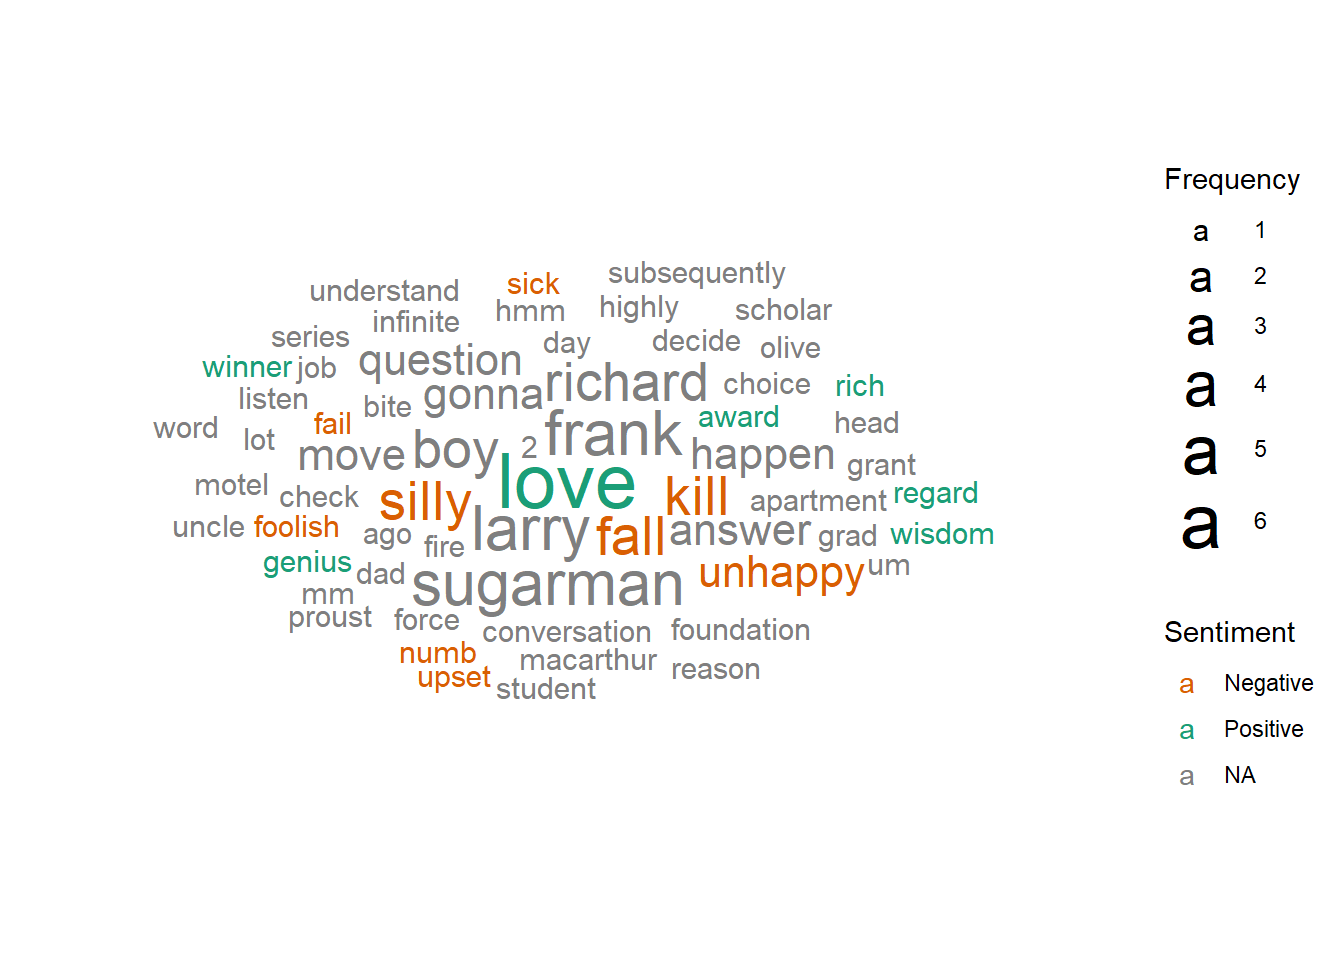 subsequently
sick
understand
highly
scholar
hmm
infinite
series
day
decide
olive
question
winner
job
richard
choice
rich
gonna
listen
bite
award
fail
head
word
lot
frank
2
boy
move
happen
grant
love
motel
check
silly
kill
apartment
regard
uncle
foolish
ago
larry
fall
answer
grad
wisdom
fire
genius
dad
unhappy
um
sugarman
mm
proust
force
conversation
foundation
numb
macarthur
reason
upset
student
Frequency
a 1
a 2
a 3
a 4
a 5
a 6
Sentiment
a Negative
a Positive
a NA